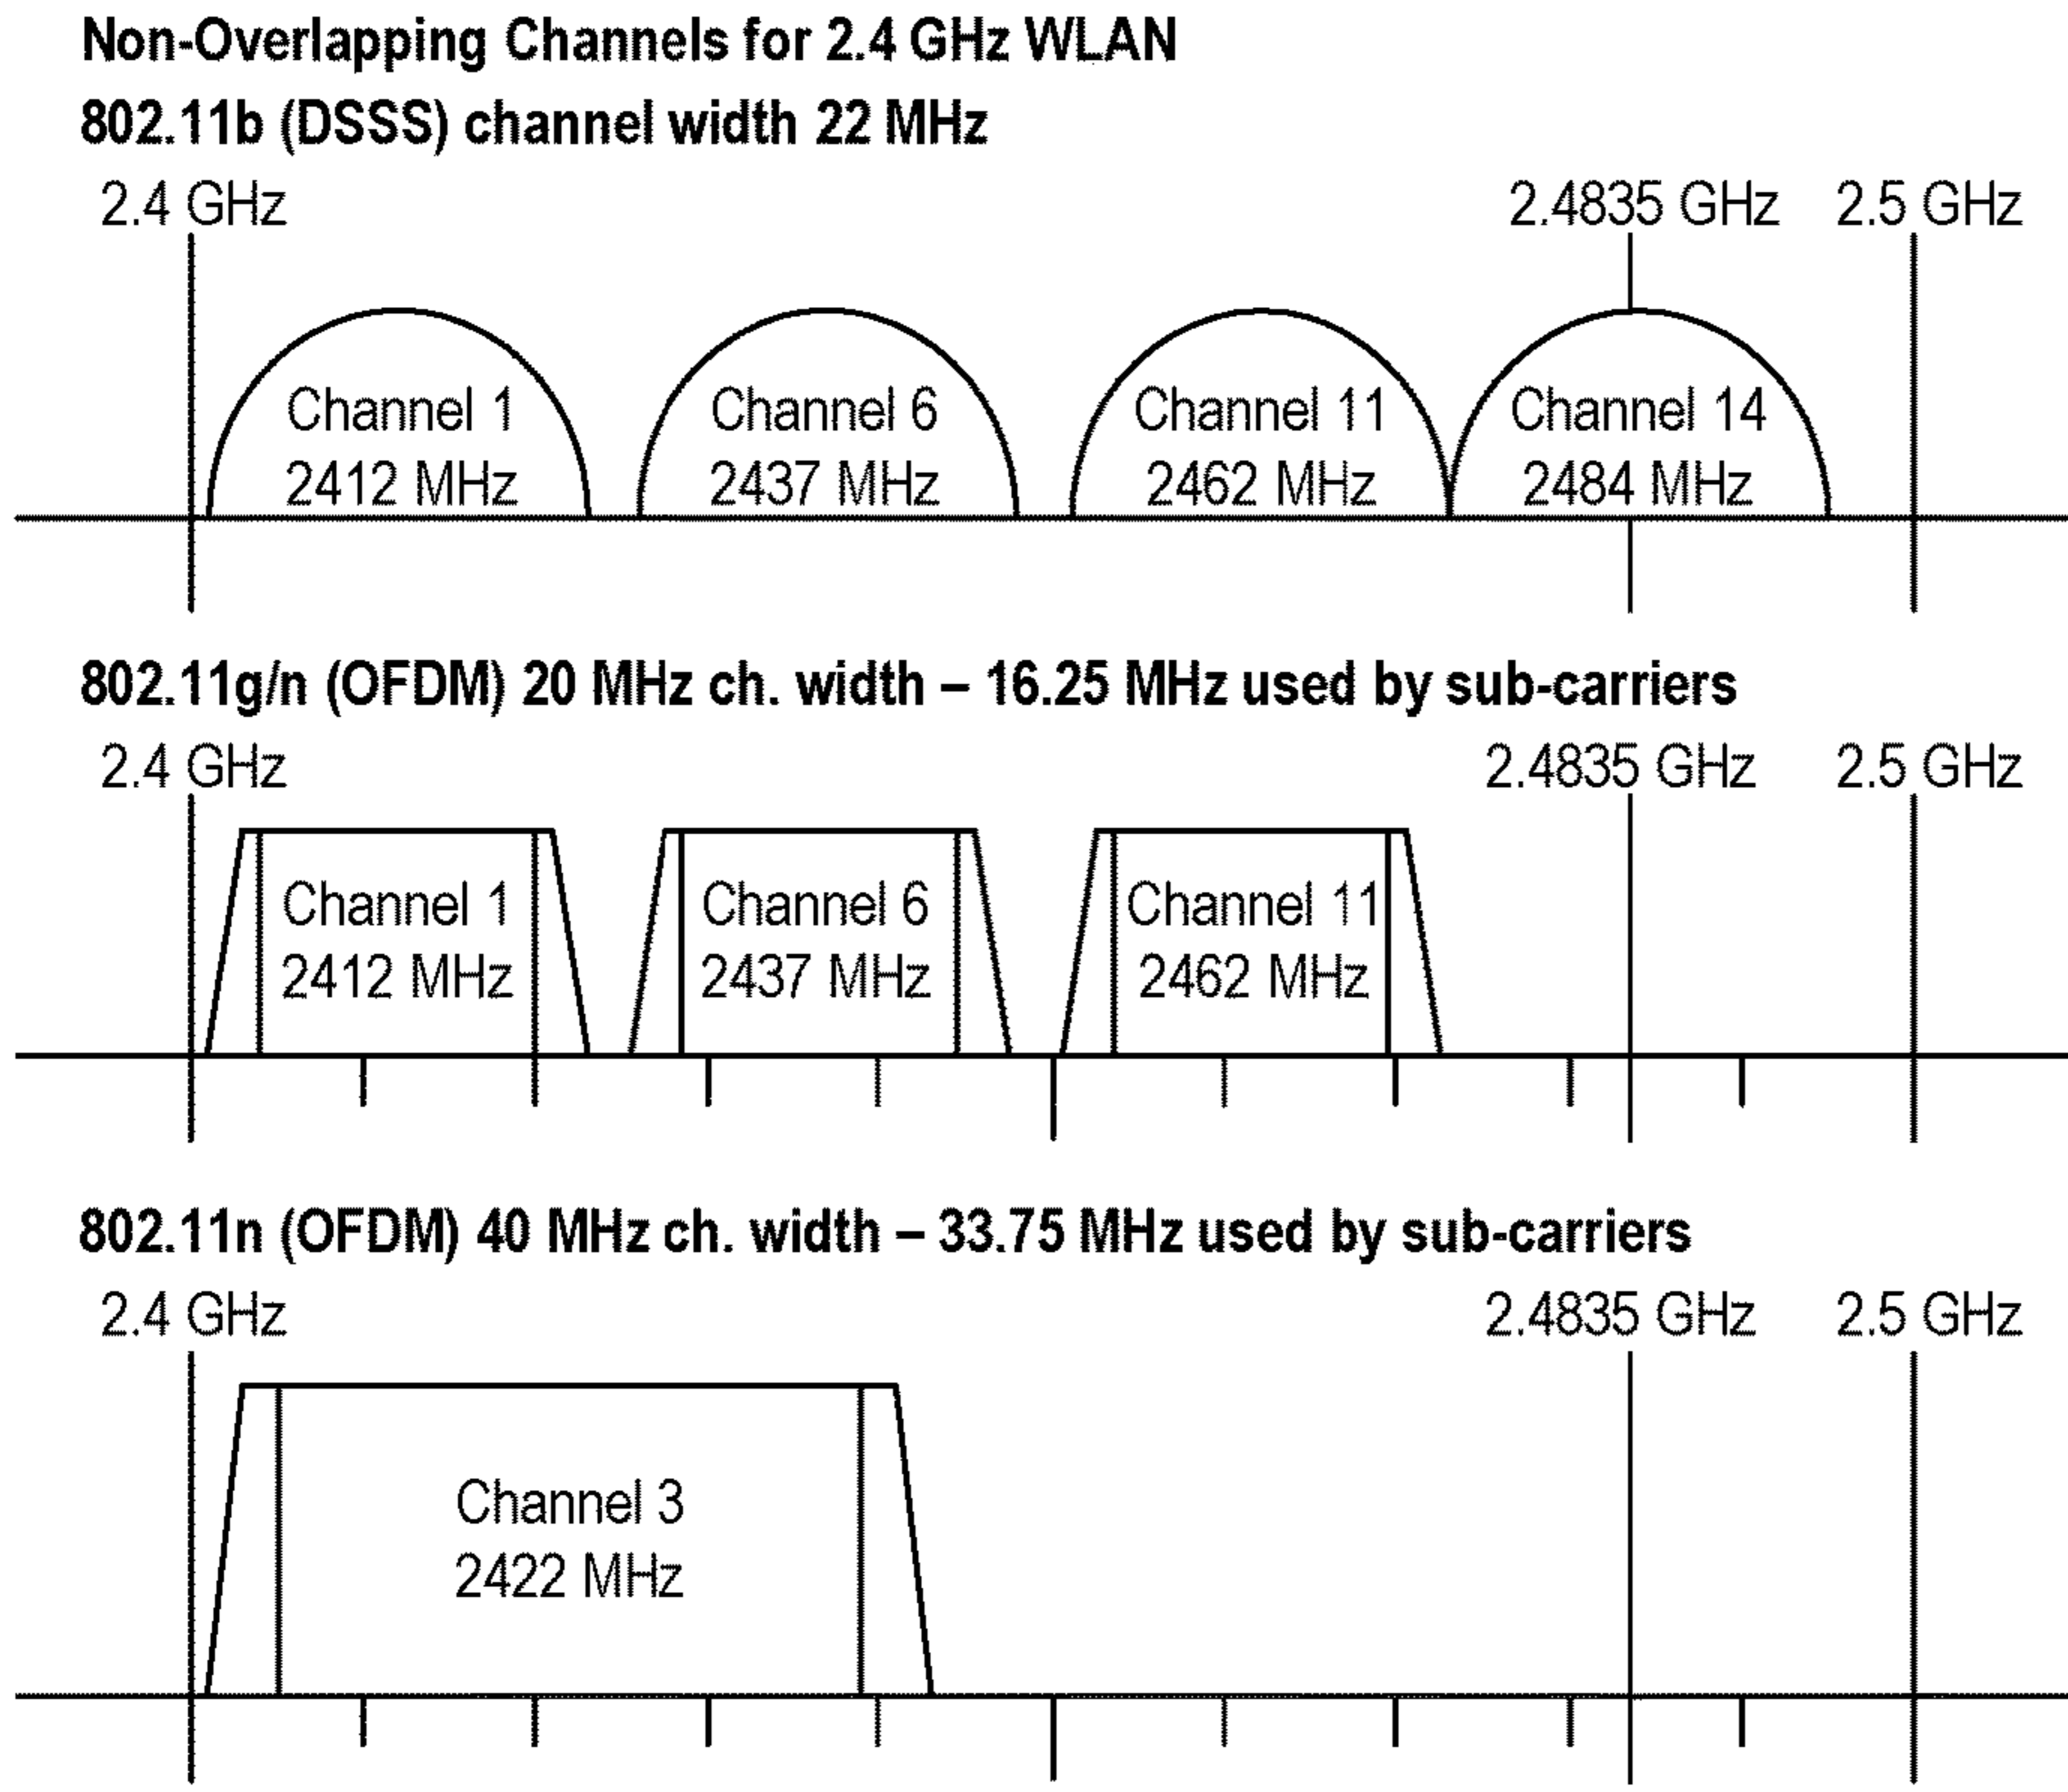 Non-Overlapping Channels for 2.4 GHz WLAN
802.11b (DSSS) channel width 22 MHz
2.4 GHz
2.4835 GHz
2.5 GHz
Channel 1
2412 MHz
Channel 6
2437 MHz
Channel 11
2462 MHz
Channel 14
2484 MHz
802.11g/n (OFDM) 20 MHz ch. width – 16.25 MHz used by sub-carriers
2.4 GHz
2.4835 GHz
2.5 GHz
Channel 1
2412 MHz
Channel 6
2437 MHz
Channel 11
2462 MHz
802.11n (OFDM) 40 MHz ch. width – 33.75 MHz used by sub-carriers
2.4 GHz
2.4835 GHz
2.5 GHz
Channel 3
2422 MHz